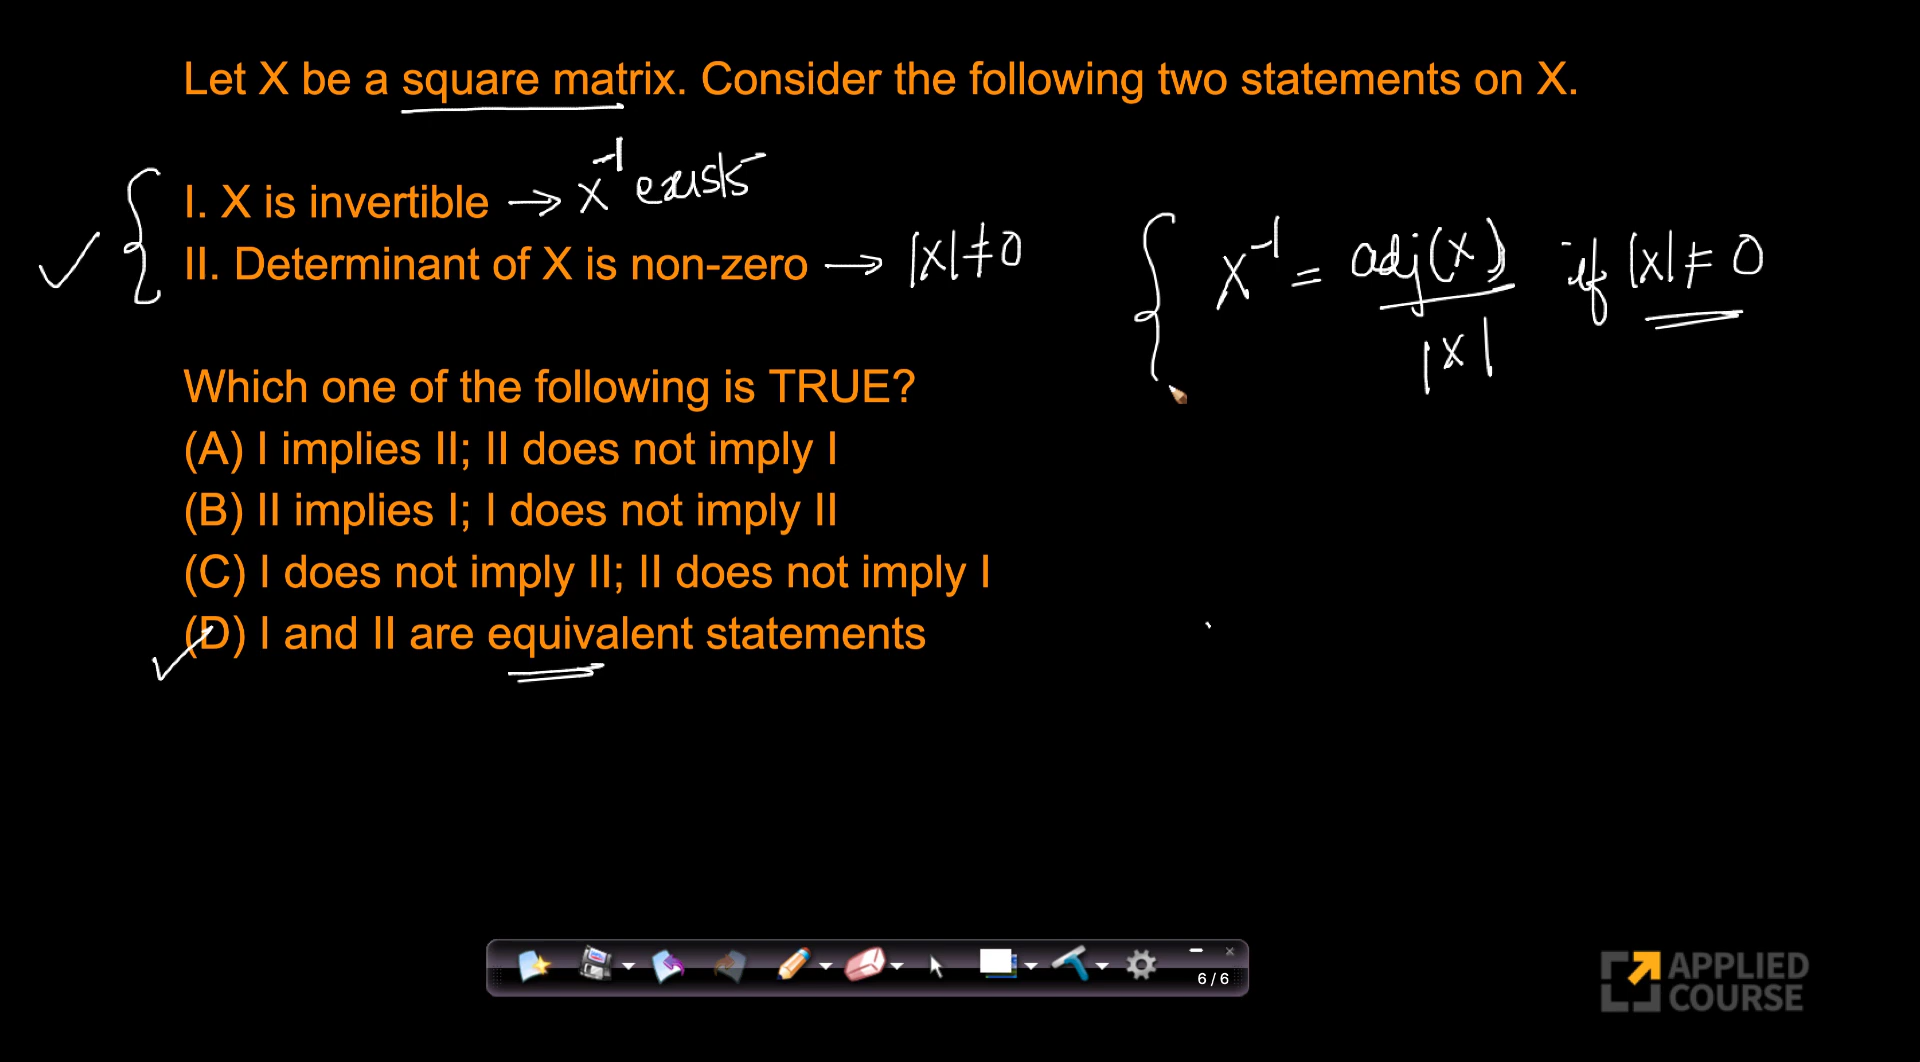 Let X be a square matrix. Consider the following two statements on X.
I. X is invertible → X⁻¹ exists
II. Determinant of X is non-zero → |X| ≠ 0
X⁻¹ = adj(X) / |X| if |X| ≠ 0
Which one of the following is TRUE?
(A) I implies II; II does not imply I
(B) II implies I; I does not imply II
(C) I does not imply II; II does not imply I
(D) I and II are equivalent statements
6 / 6
APPLIED
COURSE